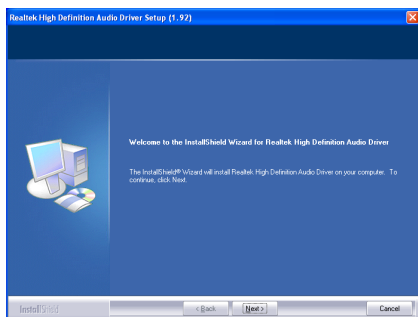 Realtek High Definition Audio Driver Setup (1.92)
Welcome to the InstallShield Wizard for Realtek High Definition Audio Driver
The InstallShield® Wizard will install Realtek High Definition Audio Driver on your computer. To
continue, click Next.
InstallShield
< Back
Next >
Cancel